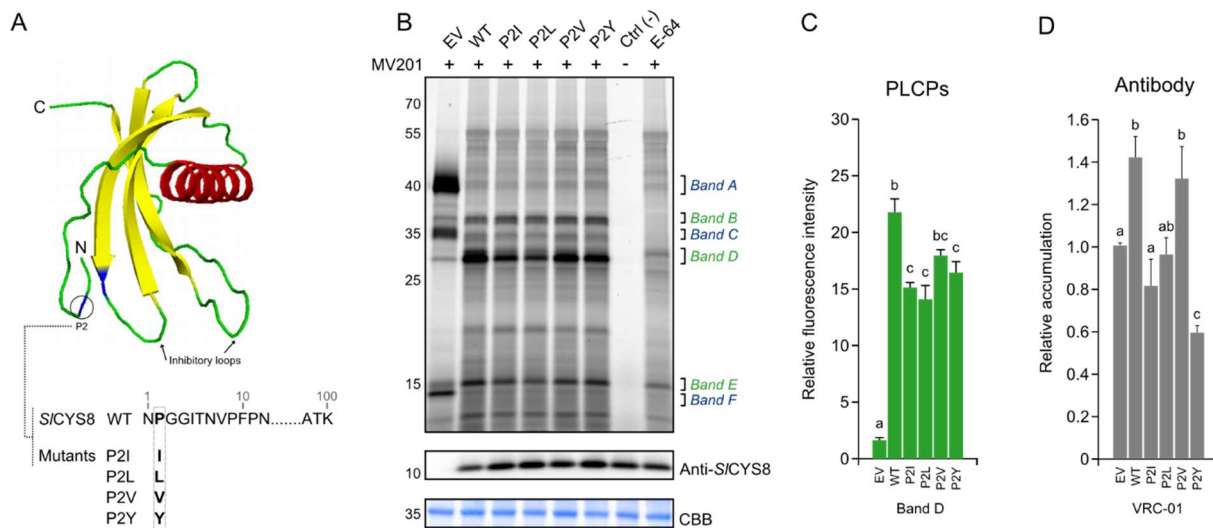 A
C
N
P2
Inhibitory loops
1 10 100
SlCYS8 WT NPGGITNVPFPN.......ATK
Mutants P2I I
P2L L
P2V V
P2Y Y
B
EV WT P2I P2L P2V P2Y Ctrl (-) E-64
MV201 + + + + + + - +
70
55
40
35
25
15
Band A
Band B
Band C
Band D
Band E
Band F
10 Anti-SlCYS8
35 CBB
C
PLCPs
Relative fluorescence intensity
30
25
20
15
10
5
0
a b c c bc c
EV WT P2I P2L P2V P2Y
Band D
D
Antibody
Relative accumulation
1.6
1.4
1.2
1.0
0.8
0.6
0.4
0.2
0
a b a ab b c
EV WT P2I P2L P2V P2Y
VRC-01